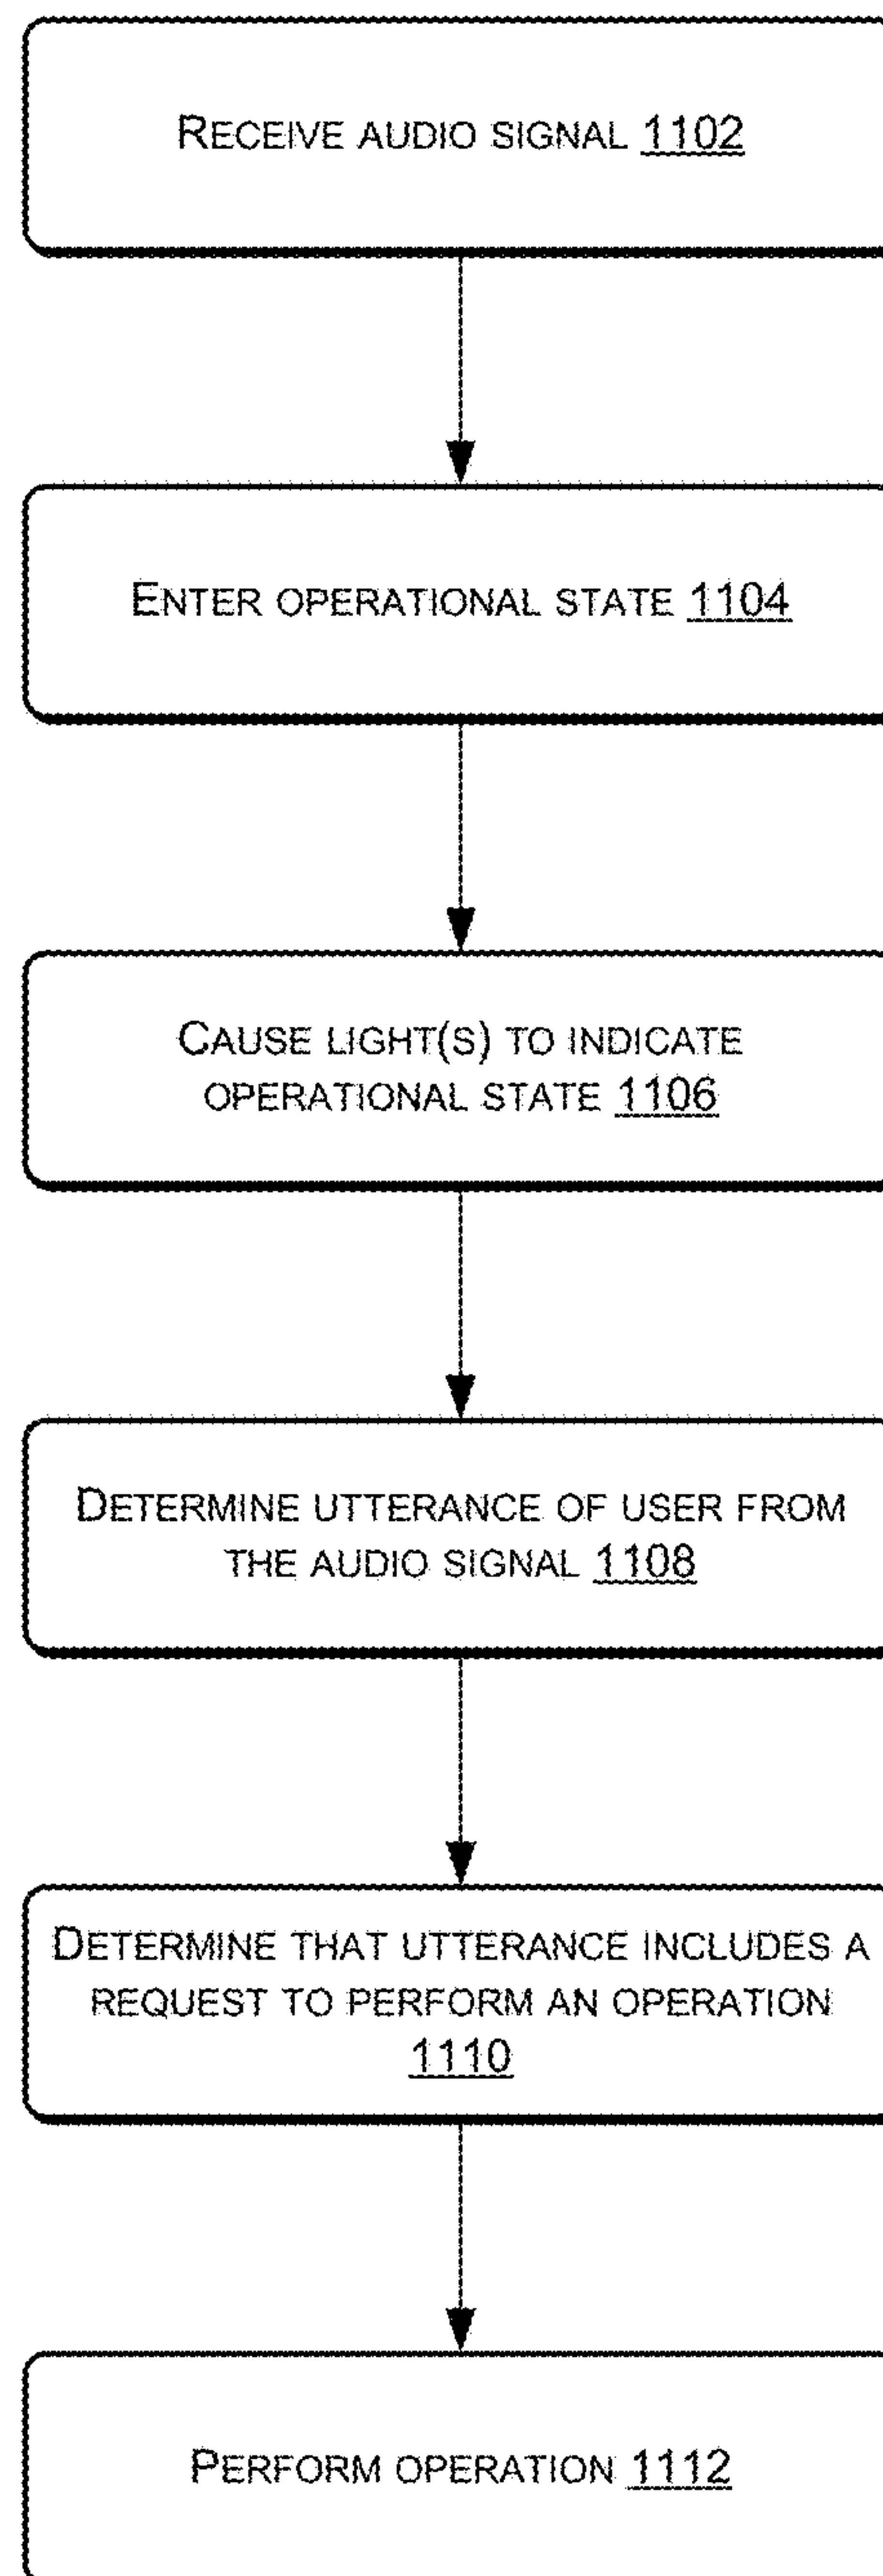 RECEIVE AUDIO SIGNAL 1102
ENTER OPERATIONAL STATE 1104
CAUSE LIGHT(S) TO INDICATE
OPERATIONAL STATE 1106
DETERMINE UTTERANCE OF USER FROM
THE AUDIO SIGNAL 1108
DETERMINE THAT UTTERANCE INCLUDES A
REQUEST TO PERFORM AN OPERATION
1110
PERFORM OPERATION 1112